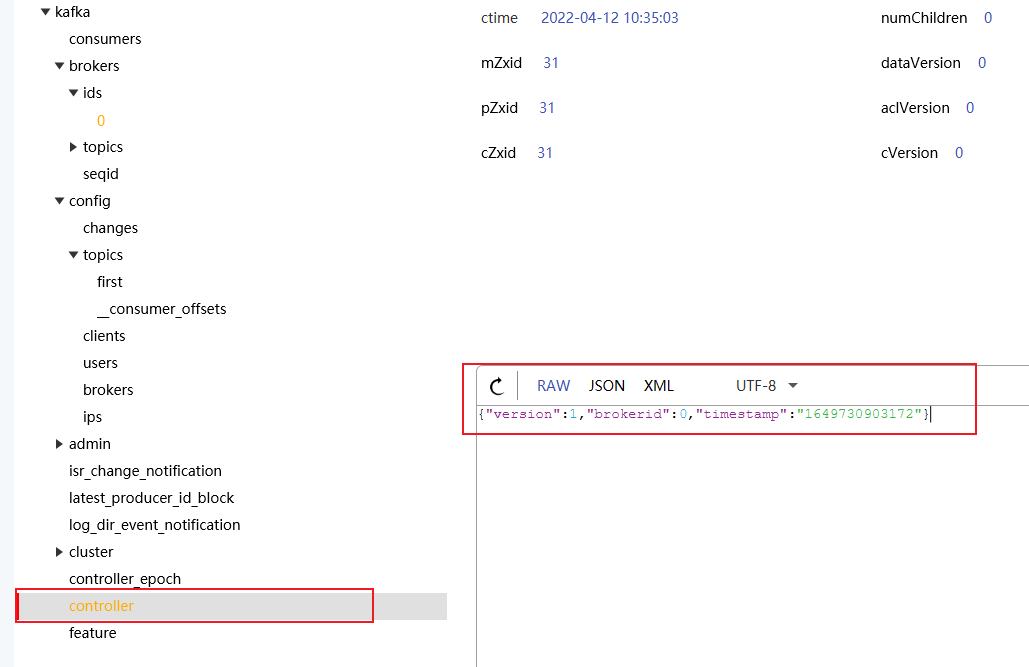 kafka
consumers
brokers
ids
0
topics
seqid
config
changes
topics
first
__consumer_offsets
clients
users
brokers
ips
admin
isr_change_notification
latest_producer_id_block
log_dir_event_notification
cluster
controller_epoch
controller
feature
ctime 2022-04-12 10:35:03 numChildren 0
mZxid 31 dataVersion 0
pZxid 31 aclVersion 0
cZxid 31 cVersion 0
RAW JSON XML UTF-8
{"version":1,"brokerid":0,"timestamp":"1649730903172"}